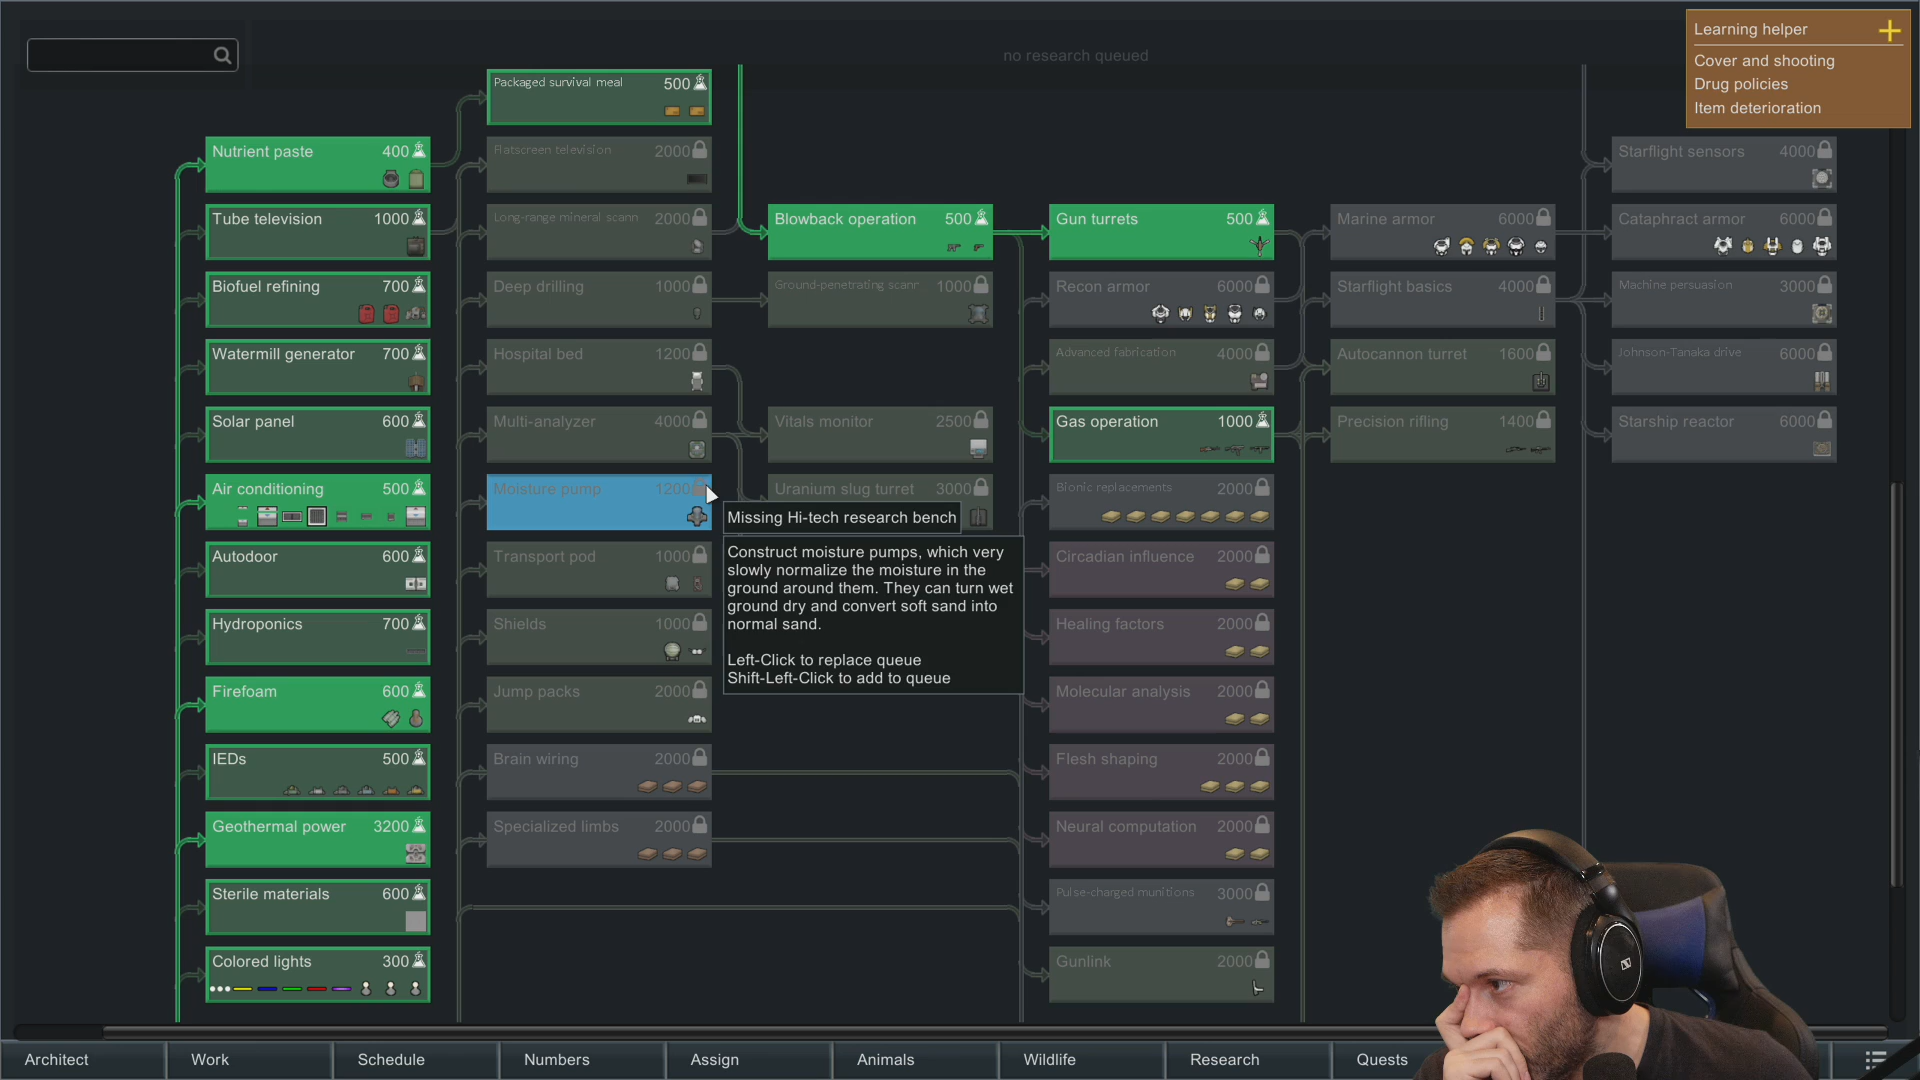 no research queued
Learning helper
Cover and shooting
Drug policies
Item deterioration
Packaged survival meal 500
Nutrient paste 400
Flatscreen television 2000
Starflight sensors 4000
Tube television 1000
Long-range mineral scann 2000
Blowback operation 500
Gun turrets 500
Marine armor 6000
Cataphract armor 6000
Biofuel refining 700
Deep drilling 1000
Ground-penetrating scann 1000
Recon armor 6000
Starflight basics 4000
Machine persuasion 3000
Watermill generator 700
Hospital bed 1200
Advanced fabrication 4000
Autocannon turret 1600
Johnson-Tanaka drive 6000
Solar panel 600
Multi-analyzer 4000
Vitals monitor 2500
Gas operation 1000
Precision rifling 1400
Starship reactor 6000
Air conditioning 500
Moisture pump 1200
Uranium slug turret 3000
Bionic replacements 2000
Missing Hi-tech research bench
Construct moisture pumps, which very
slowly normalize the moisture in the
ground around them. They can turn wet
ground dry and convert soft sand into
normal sand.
Left-Click to replace queue
Shift-Left-Click to add to queue
Autodoor 600
Transport pod 1000
Circadian influence 2000
Hydroponics 700
Shields 1000
Healing factors 2000
Firefoam 600
Jump packs 2000
Molecular analysis 2000
IEDs 500
Brain wiring 2000
Flesh shaping 2000
Geothermal power 3200
Specialized limbs 2000
Neural computation 2000
Sterile materials 600
Pulse-charged munitions 3000
Colored lights 300
Gunlink 2000
Architect
Work
Schedule
Numbers
Assign
Animals
Wildlife
Research
Quests